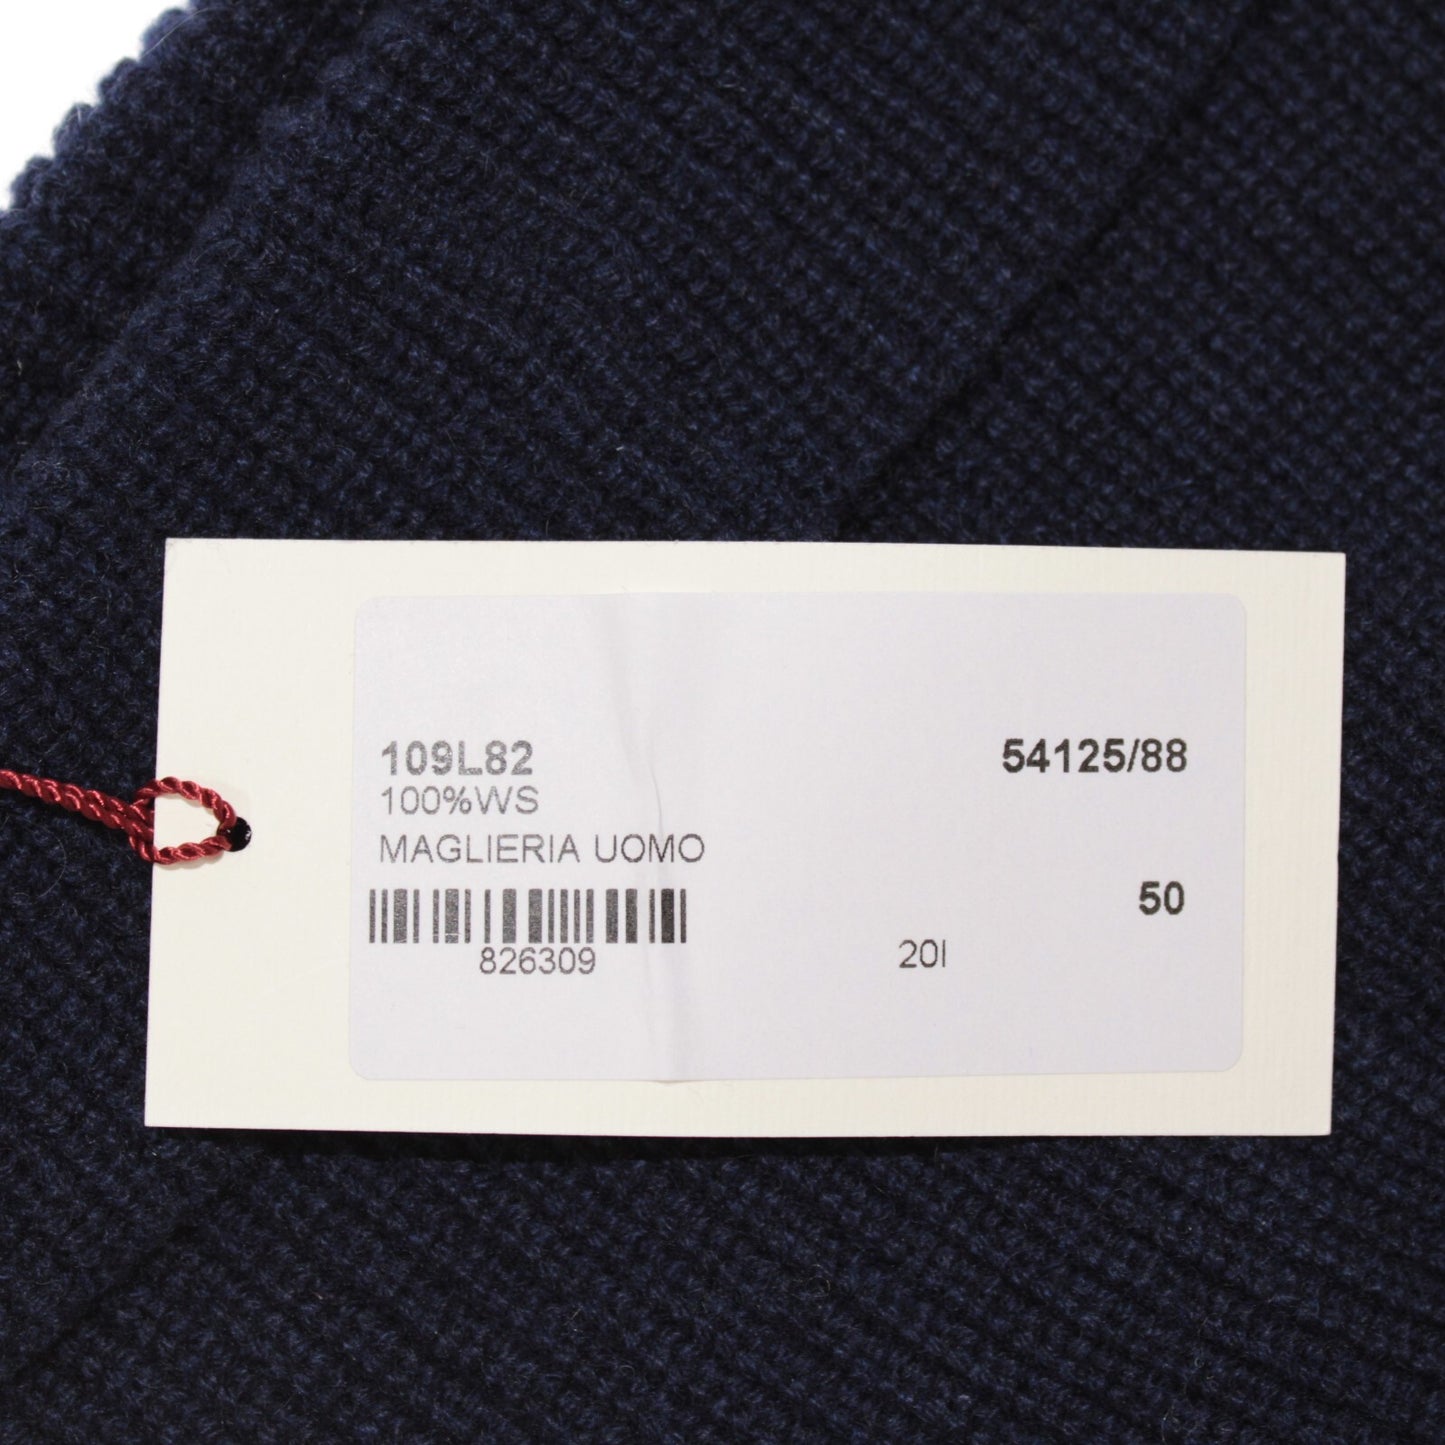 109L82 54125/88
100%WS
MAGLIERIA UOMO
50
826309 20I